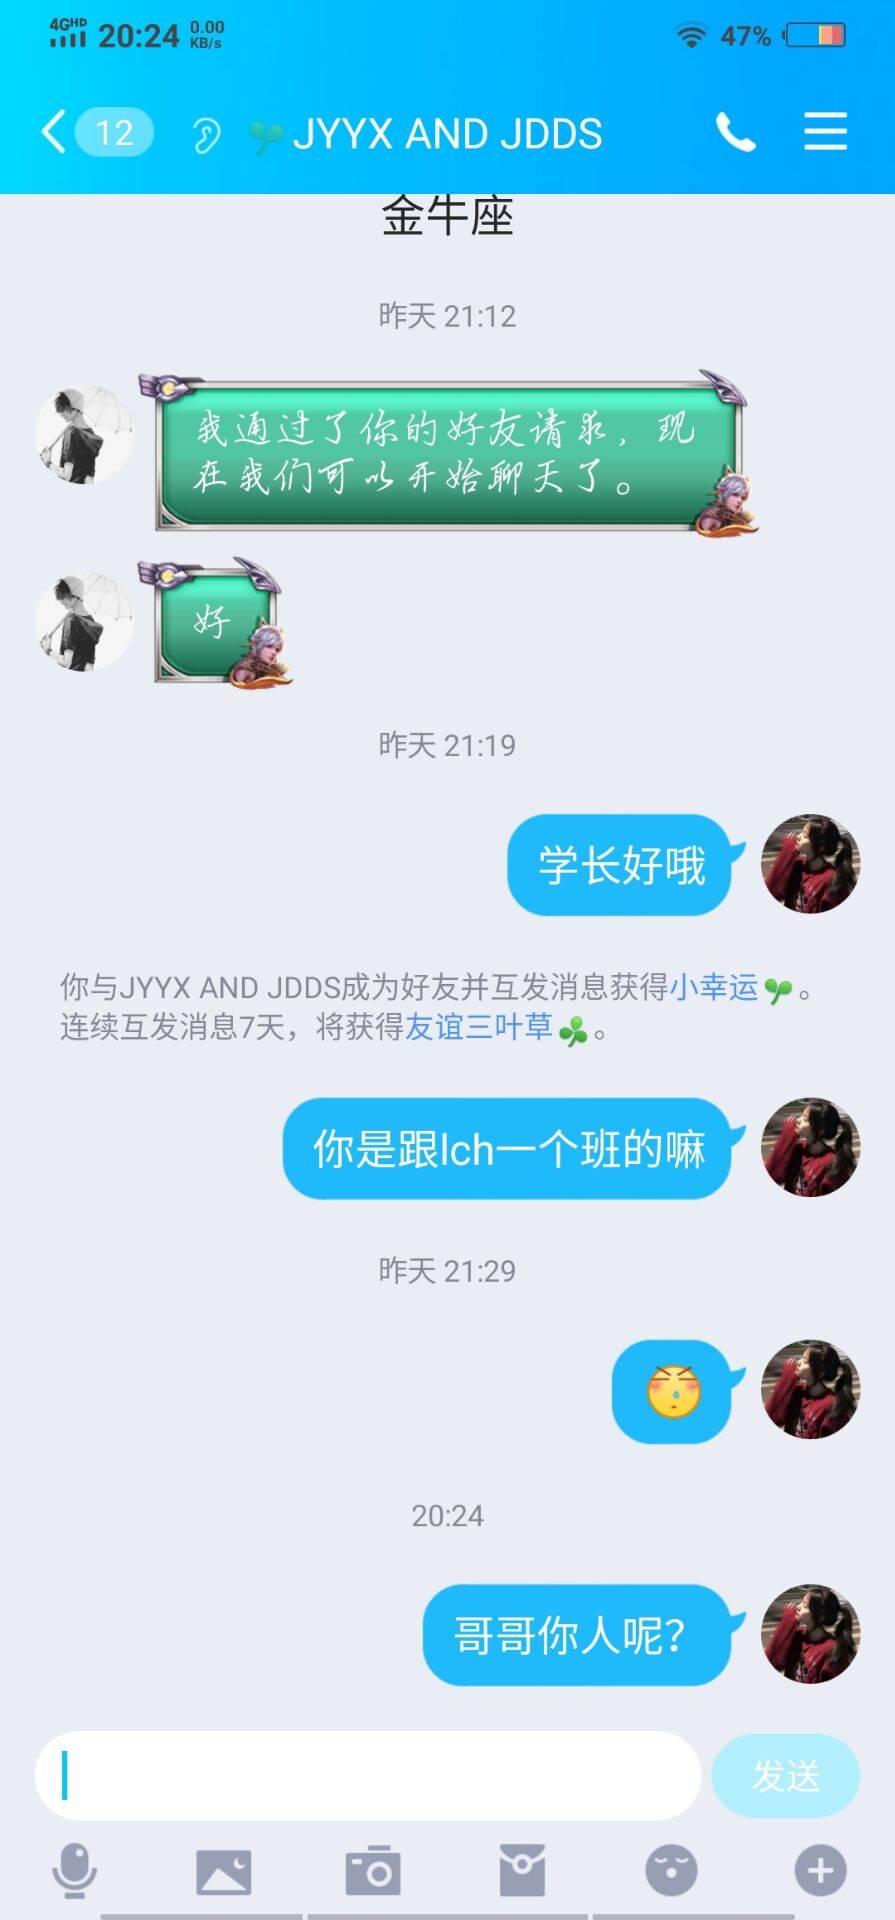 4GHD 20:24 0.00 KB/s 47%
12 JYYX AND JDDS
金牛座
昨天 21:12
我通过了你的好友请求，现
在我们可以开始聊天了。
好
昨天 21:19
学长好哦
你与JYYX AND JDDS成为好友并互发消息获得小幸运。
连续互发消息7天，将获得友谊三叶草。
你是跟lch一个班的嘛
昨天 21:29
20:24
哥哥你人呢？
发送